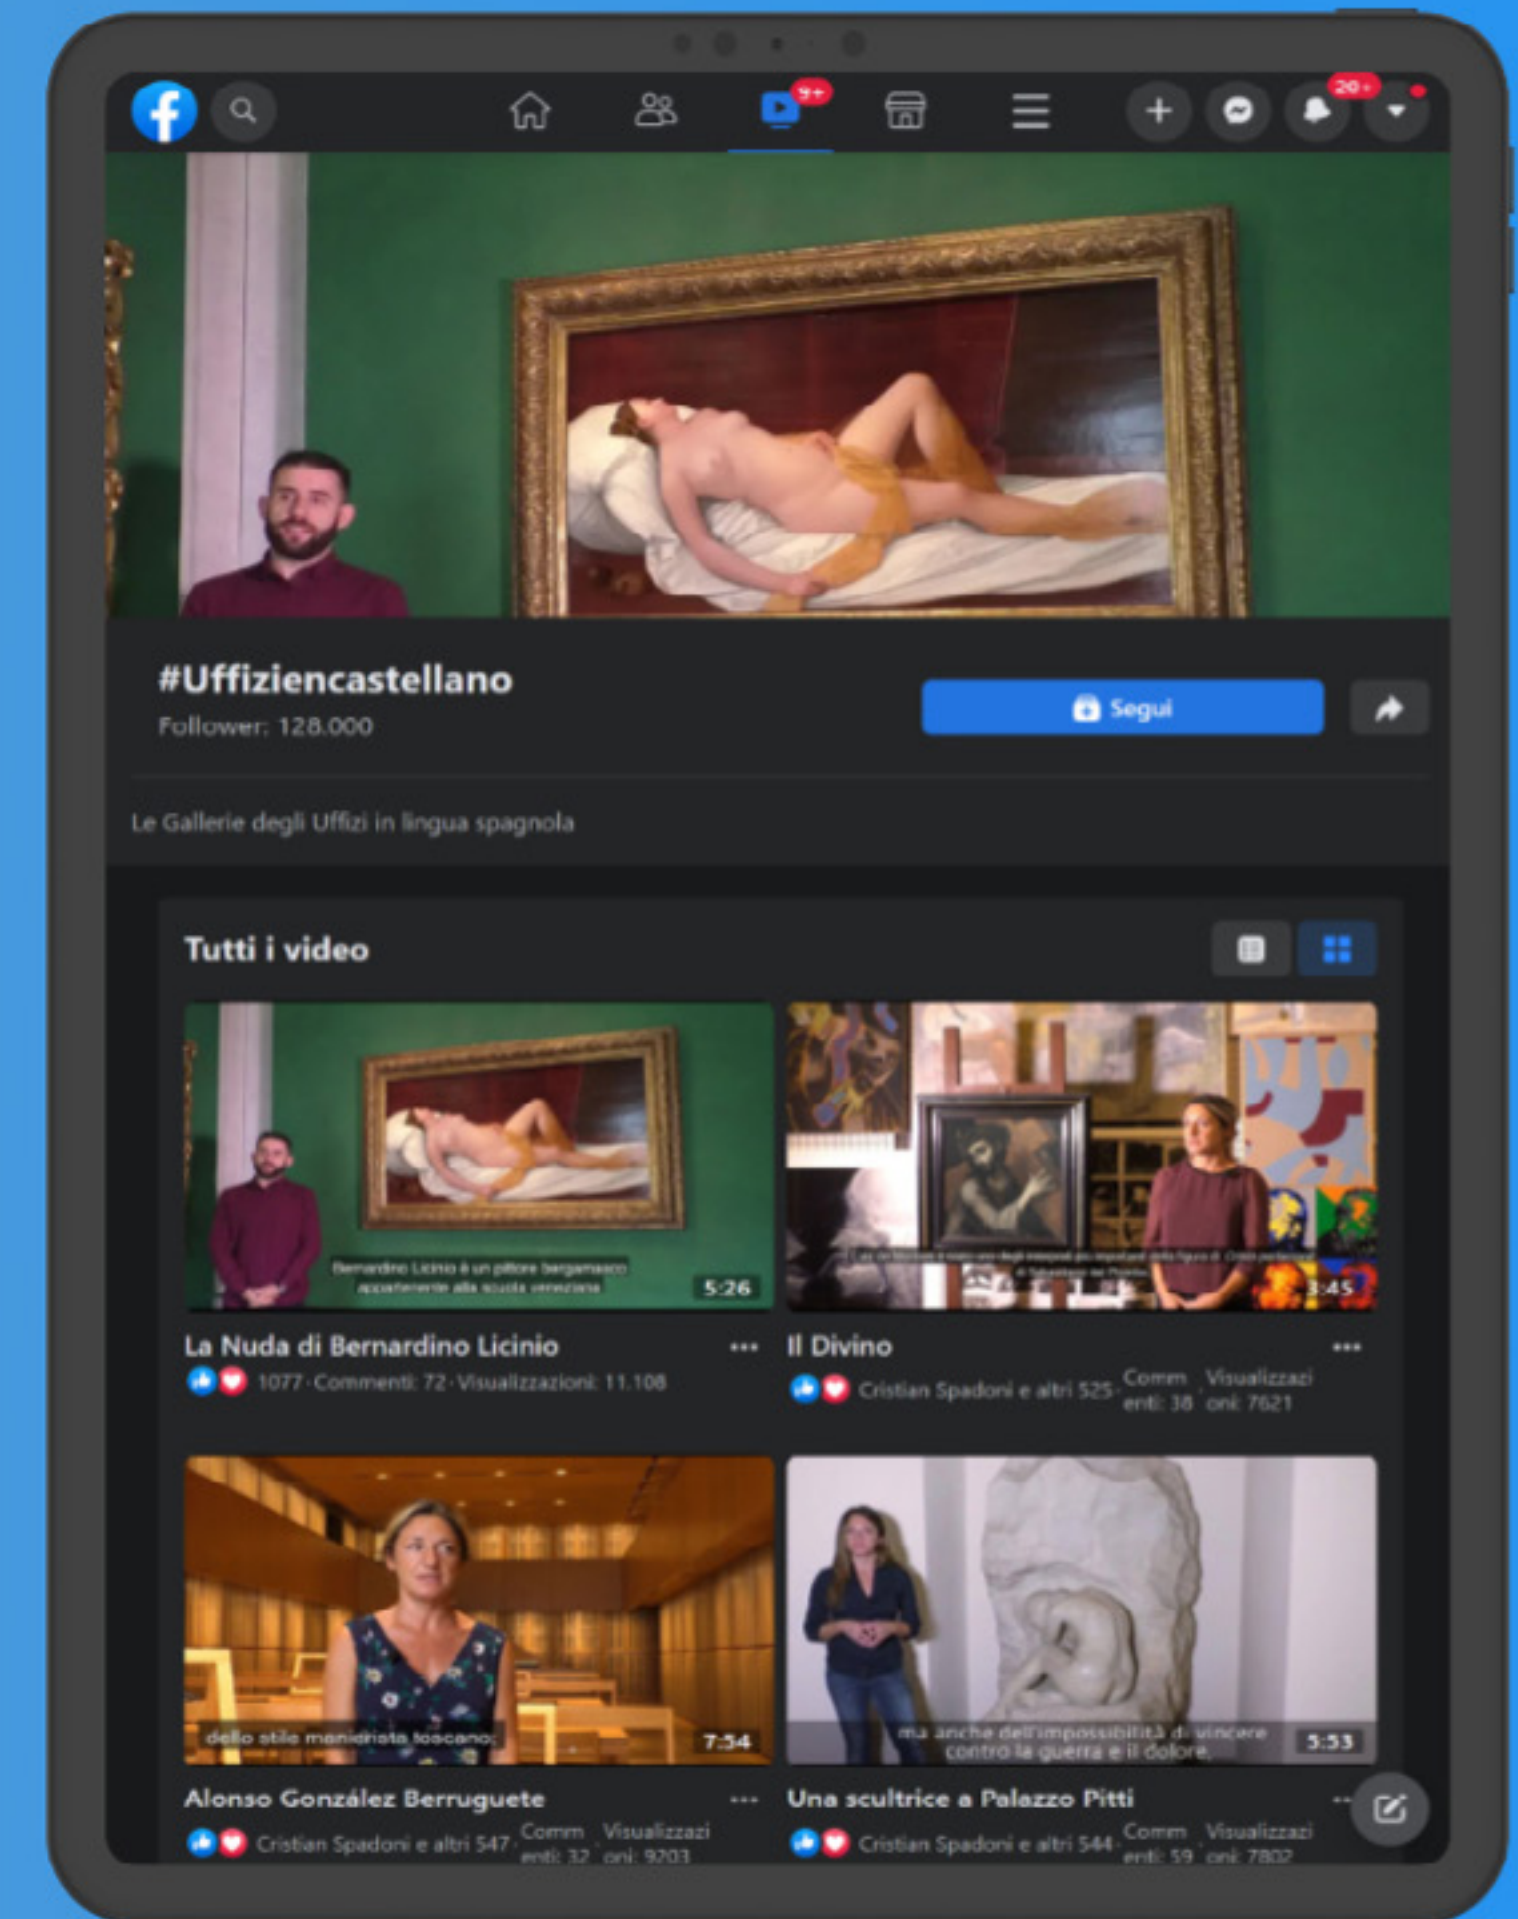 9+
20+
#Uffiziencastellano
Follower: 128.000
Segui
Le Gallerie degli Uffizi in lingua spagnola
Tutti i video
Bernardino Licinio è un pittore bergamasco
appartenente alla scuola veneziana
5:26
di Sebastiano del Piombo
3:45
La Nuda di Bernardino Licinio
1077 · Commenti: 72 · Visualizzazioni: 11.108
Il Divino
Cristian Spadoni e altri 525 · Comm
enti: 38 · Visualizzazi
oni: 7621
dello stile manierista toscano;
7:54
ma anche dell'impossibilità di vincere
contro la guerra e il dolore,
5:53
Alonso González Berruguete
Cristian Spadoni e altri 547 · Comm
enti: 32 · Visualizzazi
oni: 9203
Una scultrice a Palazzo Pitti
Cristian Spadoni e altri 544 · Comm
enti: 59 · Visualizzazi
oni: 7802